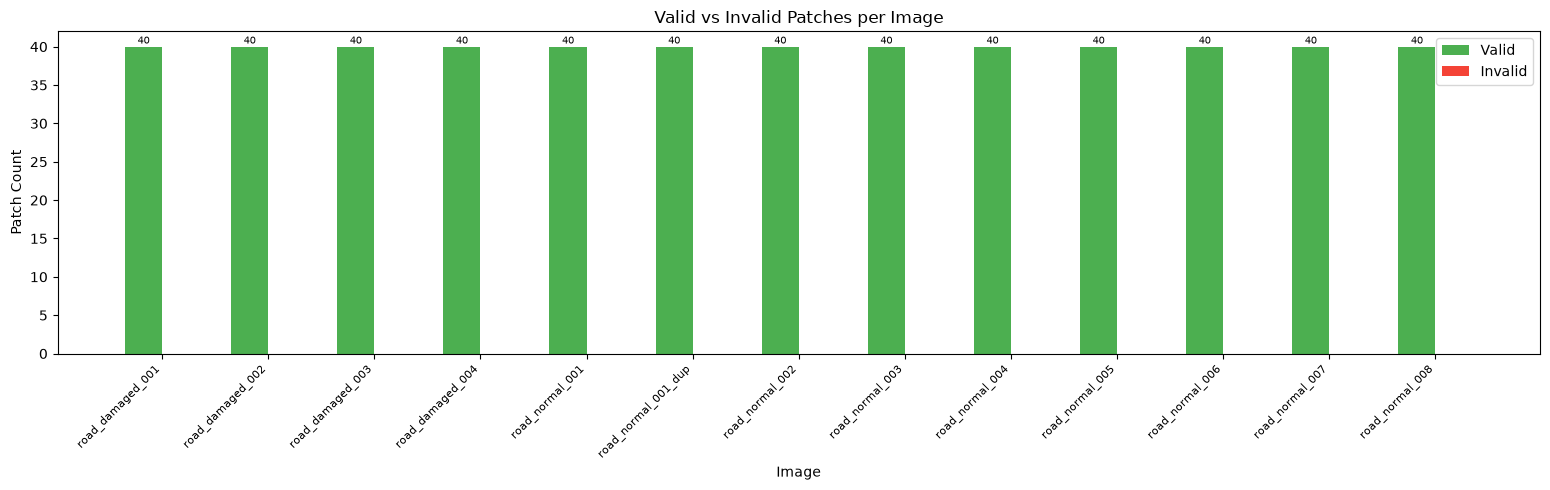 Valid vs Invalid Patches per Image
40 40 40 40 40 40 40 40 40 40 40 40 40
Valid
Invalid
Patch Count
40
35
30
25
20
15
10
5
0
road_damaged_001
road_damaged_002
road_damaged_003
road_damaged_004
road_normal_001
road_normal_001_dup
road_normal_002
road_normal_003
road_normal_004
road_normal_005
road_normal_006
road_normal_007
road_normal_008
Image